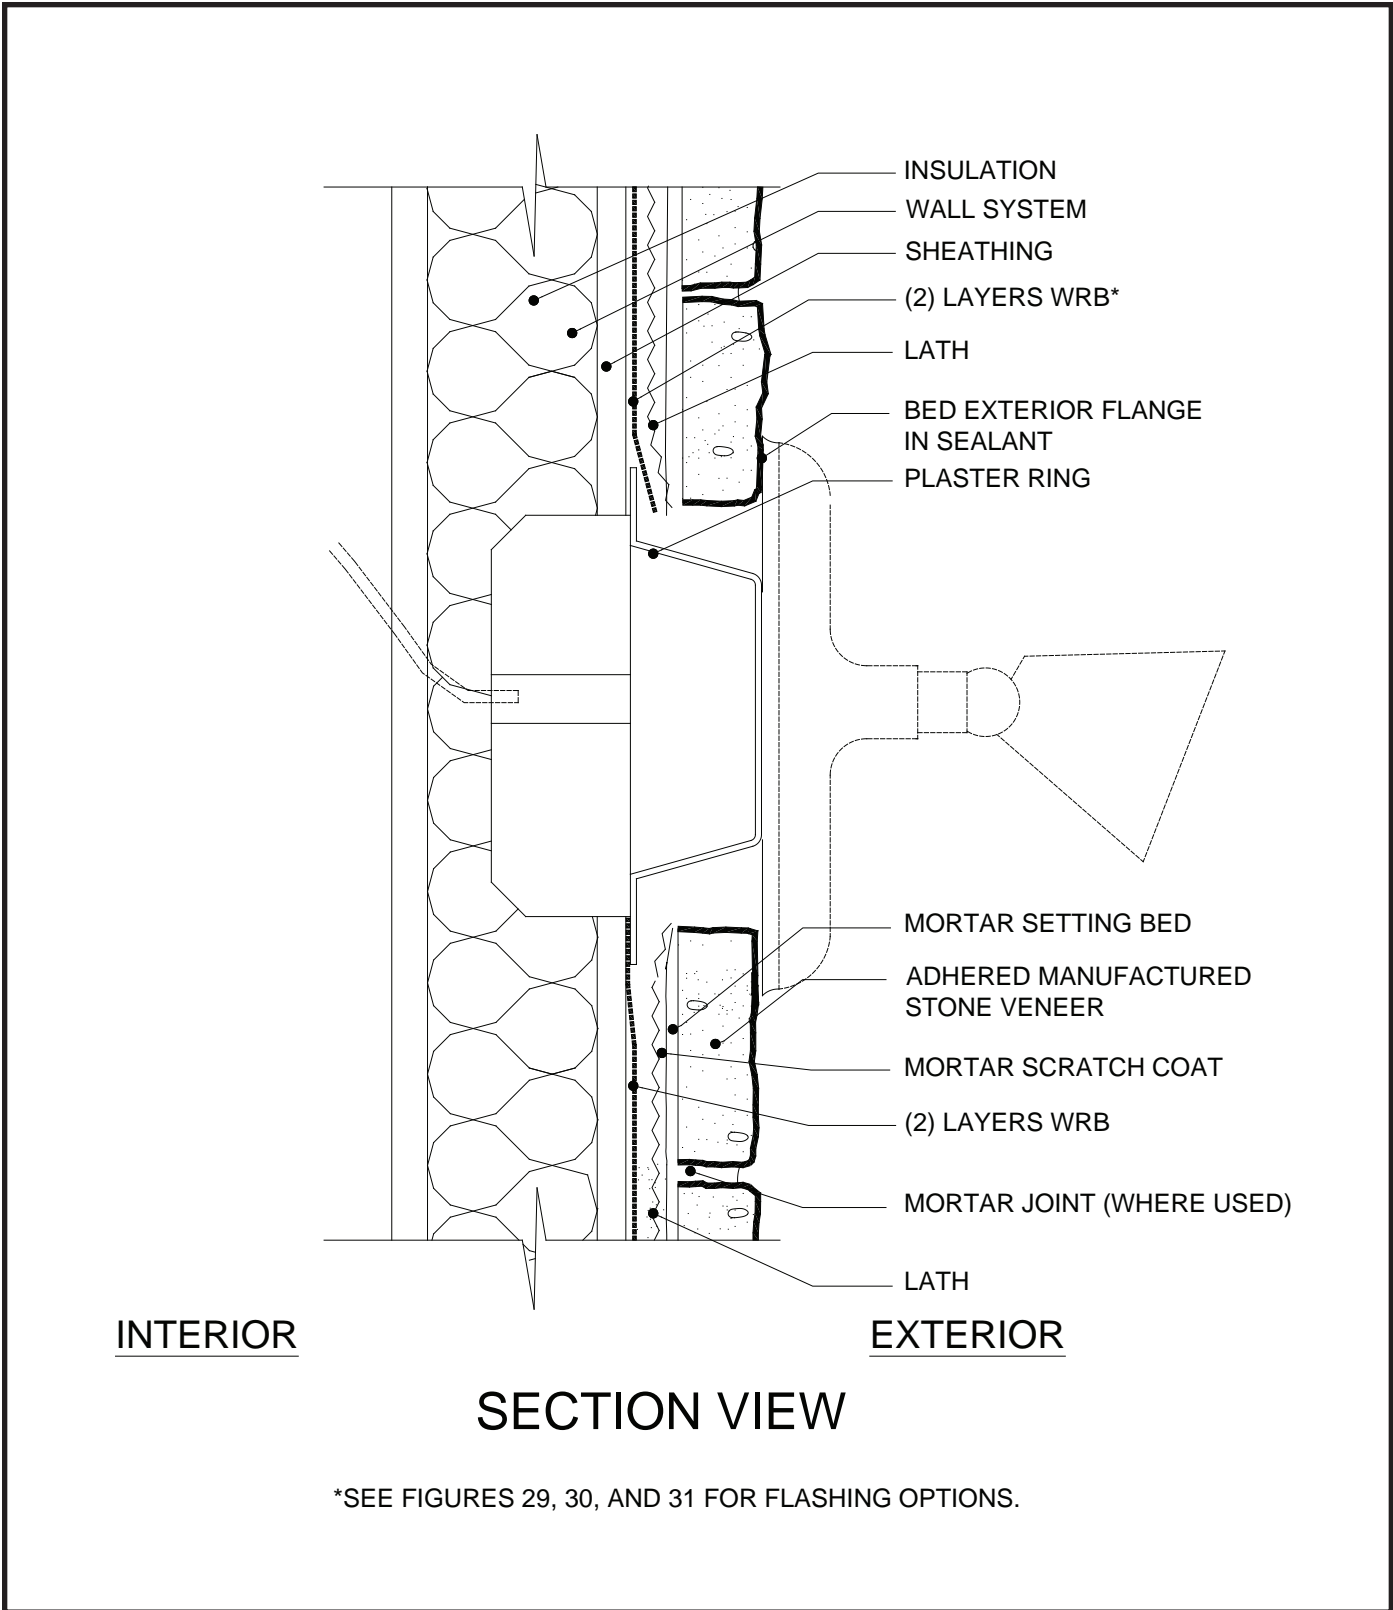 INSULATION
WALL SYSTEM
SHEATHING
(2) LAYERS WRB*
LATH
BED EXTERIOR FLANGE
IN SEALANT
PLASTER RING
MORTAR SETTING BED
ADHERED MANUFACTURED
STONE VENEER
MORTAR SCRATCH COAT
(2) LAYERS WRB
MORTAR JOINT (WHERE USED)
LATH
INTERIOR
EXTERIOR
SECTION VIEW
*SEE FIGURES 29, 30, AND 31 FOR FLASHING OPTIONS.